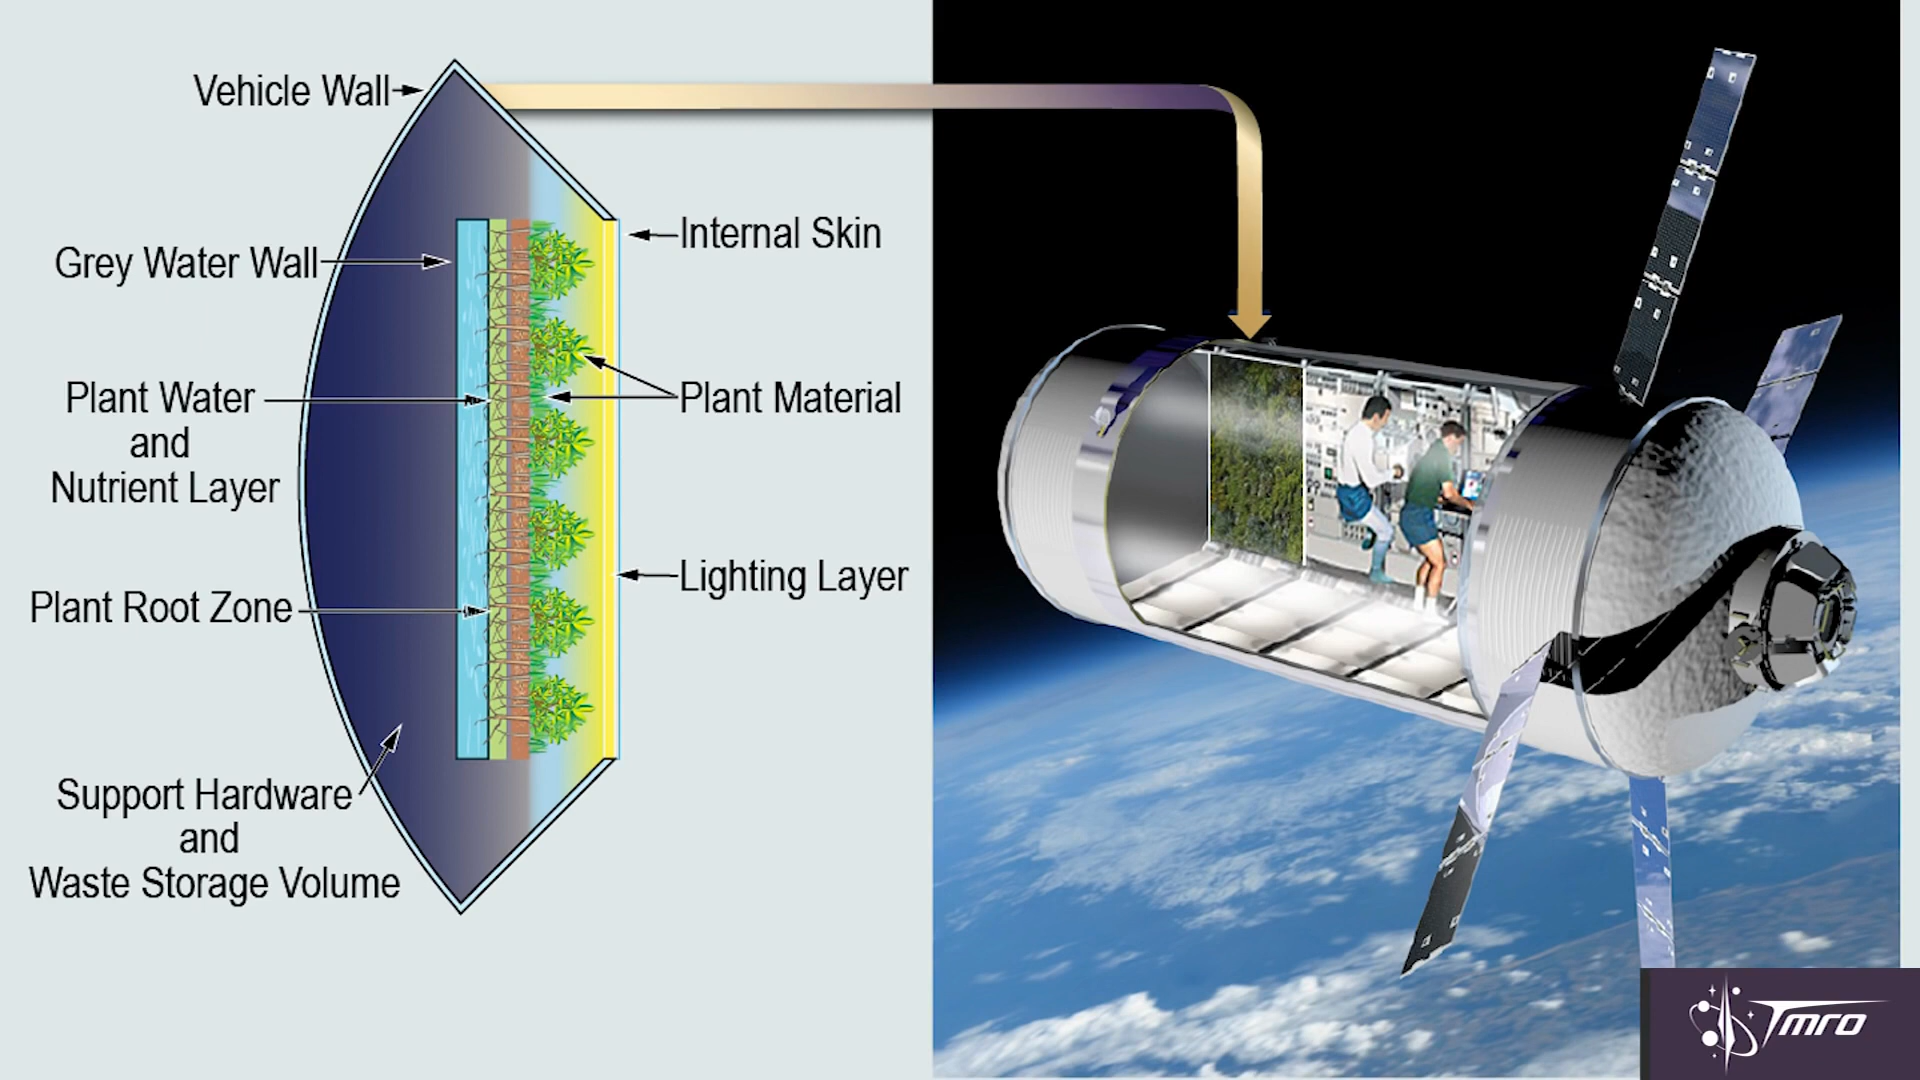 Vehicle Wall
Internal Skin
Grey Water Wall
Plant Water
and
Nutrient Layer
Plant Material
Lighting Layer
Plant Root Zone
Support Hardware
and
Waste Storage Volume
Tmro